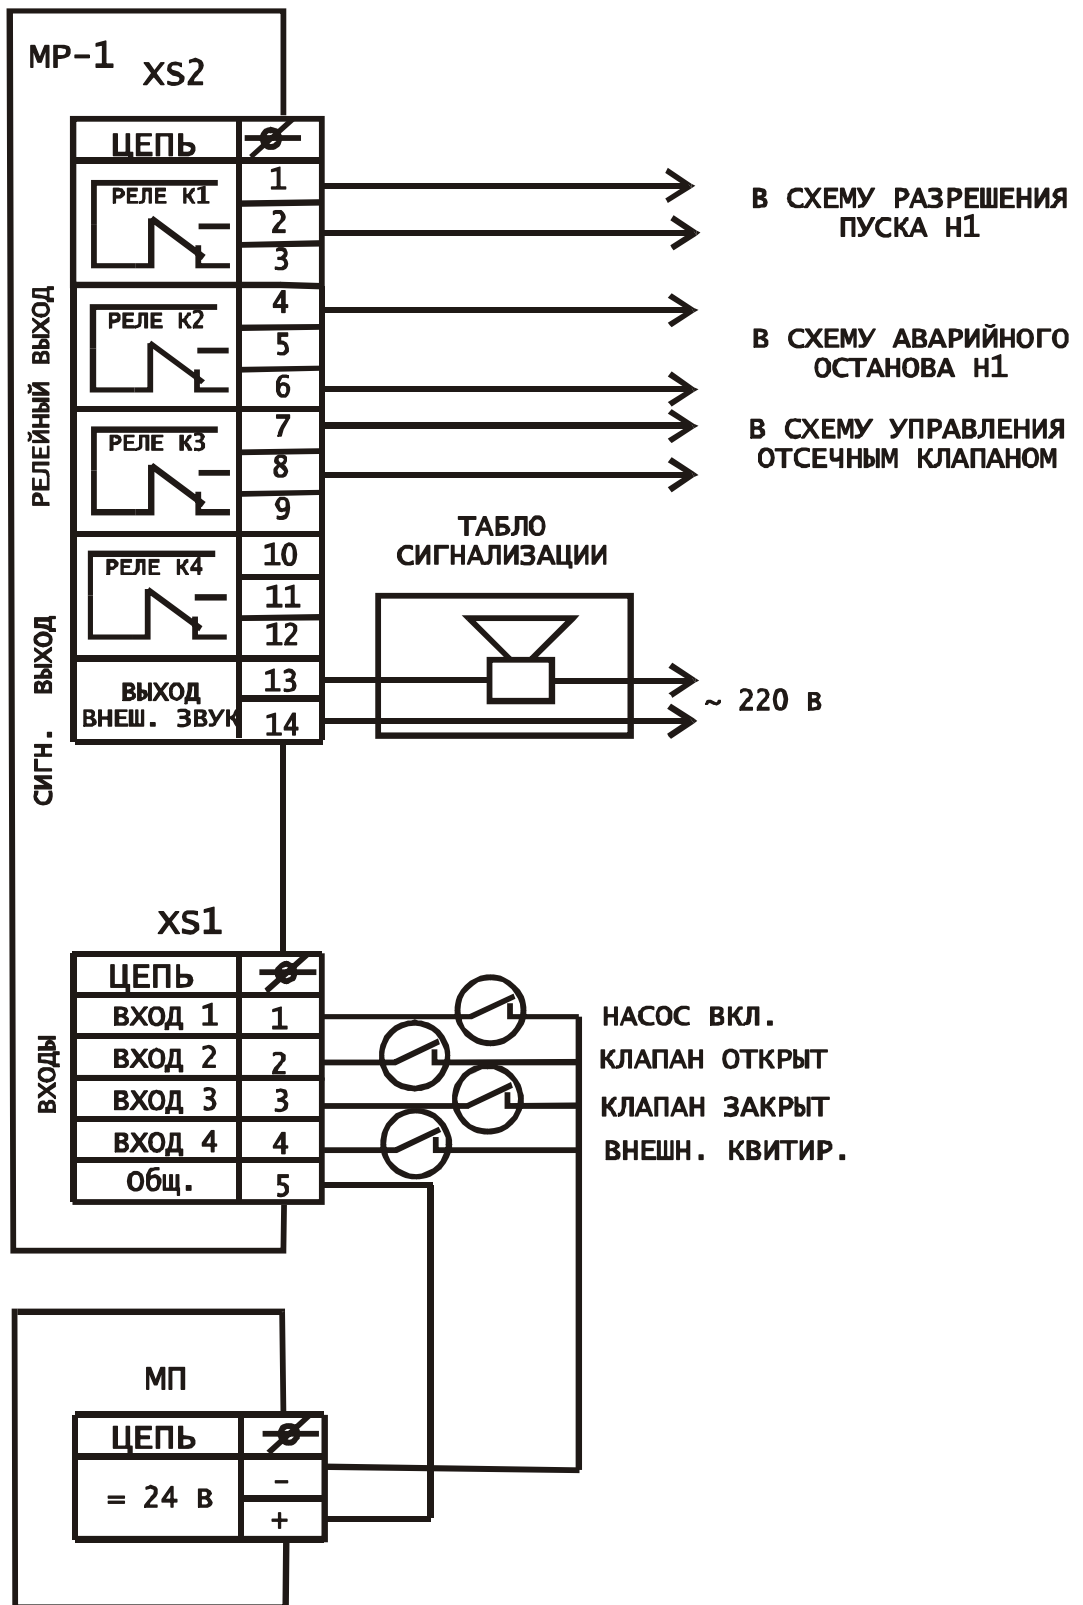 МР-1
XS2
ЦЕПЬ
РЕЛЕ К1
1
2
3
В СХЕМУ РАЗРЕШЕНИЯ
ПУСКА Н1
РЕЛЕ К2
4
5
6
В СХЕМУ АВАРИЙНОГО
ОСТАНОВА Н1
РЕЛЕ К3
7
8
9
В СХЕМУ УПРАВЛЕНИЯ
ОТСЕЧНЫМ КЛАПАНОМ
РЕЛЕЙНЫЙ ВЫХОД
РЕЛЕ К4
10
11
12
ТАБЛО
СИГНАЛИЗАЦИИ
ВЫХОД
ВНЕШ. ЗВУК
13
14
~ 220 В
СИГН. ВЫХОД
XS1
ЦЕПЬ
ВХОД 1 1
НАСОС ВКЛ.
ВХОД 2 2
КЛАПАН ОТКРЫТ
ВХОД 3 3
КЛАПАН ЗАКРЫТ
ВХОД 4 4
ВНЕШН. КВИТИР.
Общ. 5
ВХОДЫ
МП
ЦЕПЬ
= 24 В
-
+